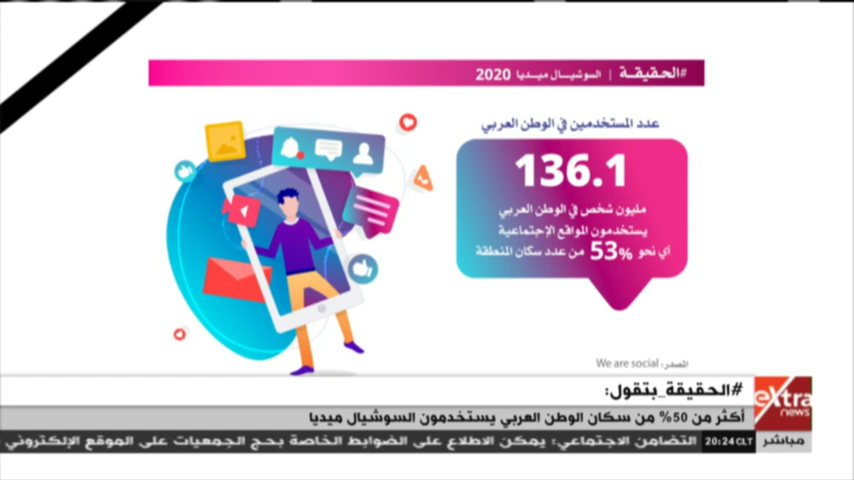 #الحقيقة | السوشيال ميديا 2020
عدد المستخدمين في الوطن العربي
136.1
مليون شخص في الوطن العربي
يستخدمون المواقع الإجتماعية
أي نحو 53% من عدد سكان المنطقة
المصدر: We are social
#الحقيقة_بتقول:
أكثر من 50% من سكان الوطن العربي يستخدمون السوشيال ميديا
eXtra
news
مباشر
20:24 CLT
التضامن الاجتماعي: يمكن الاطلاع على الضوابط الخاصة بحج الجمعيات على الموقع الإلكتروني